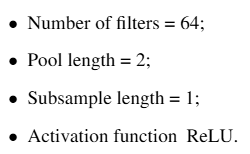 • Number of filters = 64;
• Pool length = 2;
• Subsample length = 1;
• Activation function ReLU.